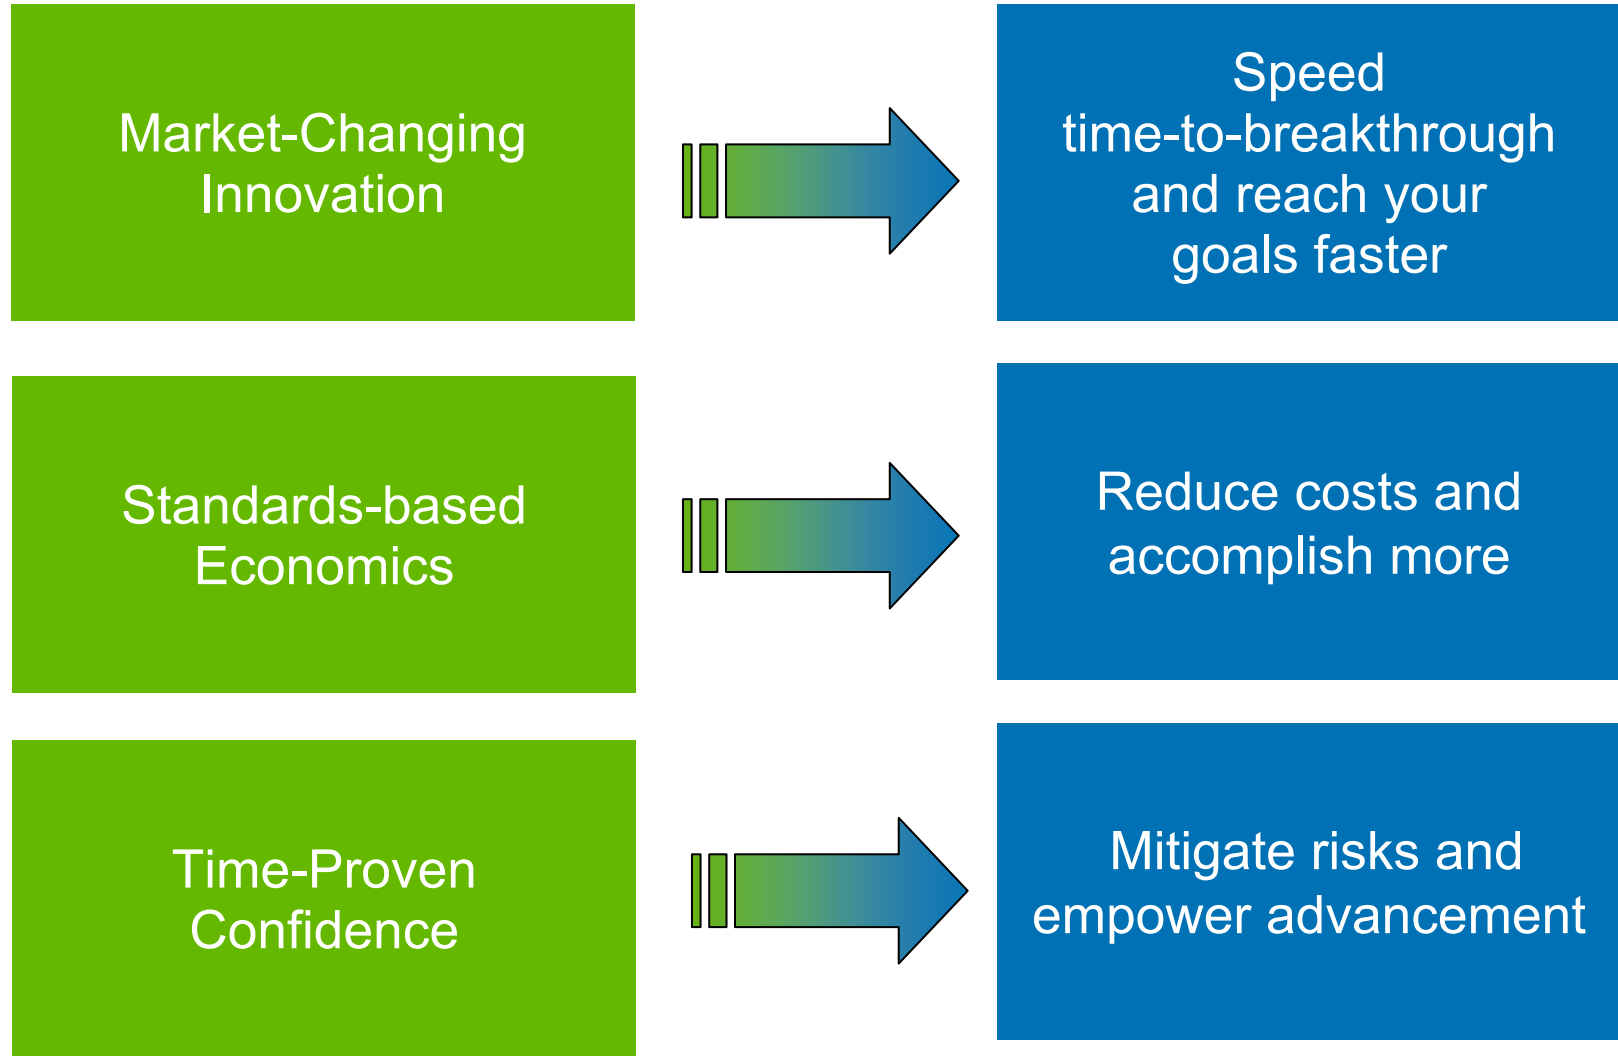 Market-Changing
Innovation
Speed
time-to-breakthrough
and reach your
goals faster
Standards-based
Economics
Reduce costs and
accomplish more
Time-Proven
Confidence
Mitigate risks and
empower advancement